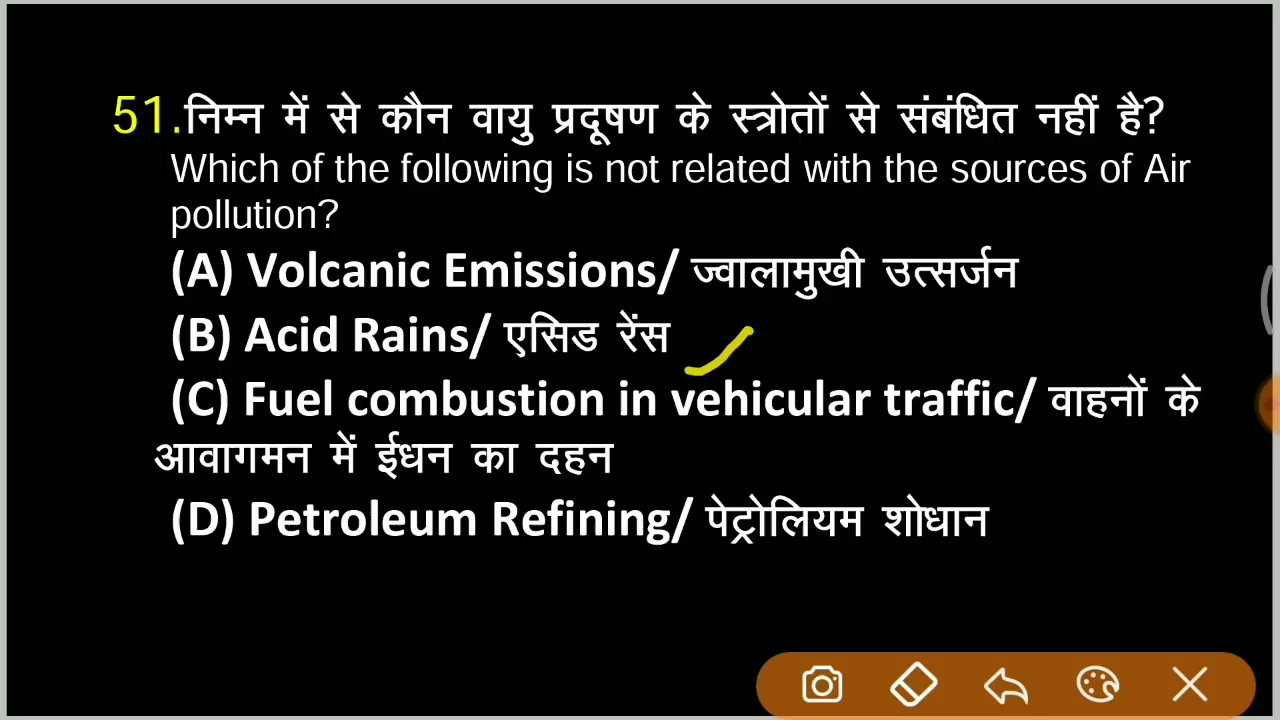 51.निम्न में से कौन वायु प्रदूषण के स्त्रोतों से संबंधित नहीं है?
Which of the following is not related with the sources of Air
pollution?
(A) Volcanic Emissions/ ज्वालामुखी उत्सर्जन
(B) Acid Rains/ एसिड रेंस
(C) Fuel combustion in vehicular traffic/ वाहनों के
आवागमन में ईधन का दहन
(D) Petroleum Refining/ पेट्रोलियम शोधान